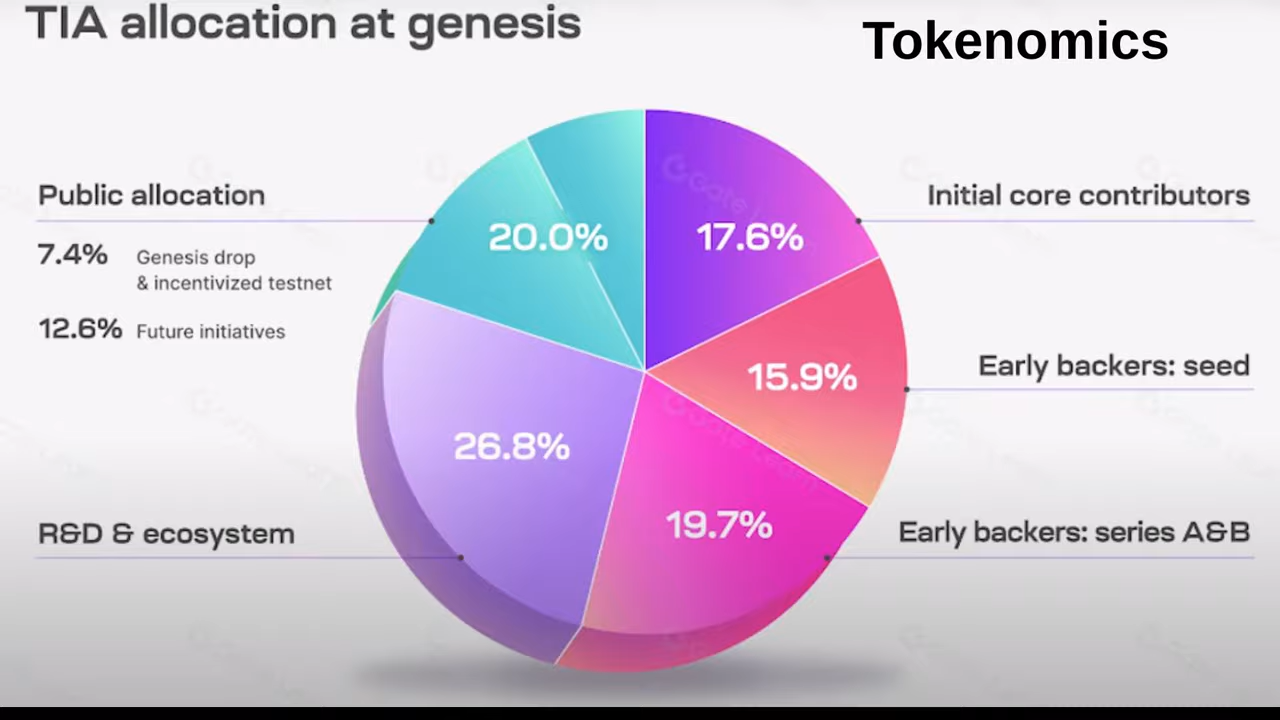 TIA allocation at genesis
Tokenomics
Public allocation
7.4% Genesis drop
& incentivized testnet
12.6% Future initiatives
R&D & ecosystem
20.0%
17.6%
15.9%
26.8%
19.7%
Initial core contributors
Early backers: seed
Early backers: series A&B